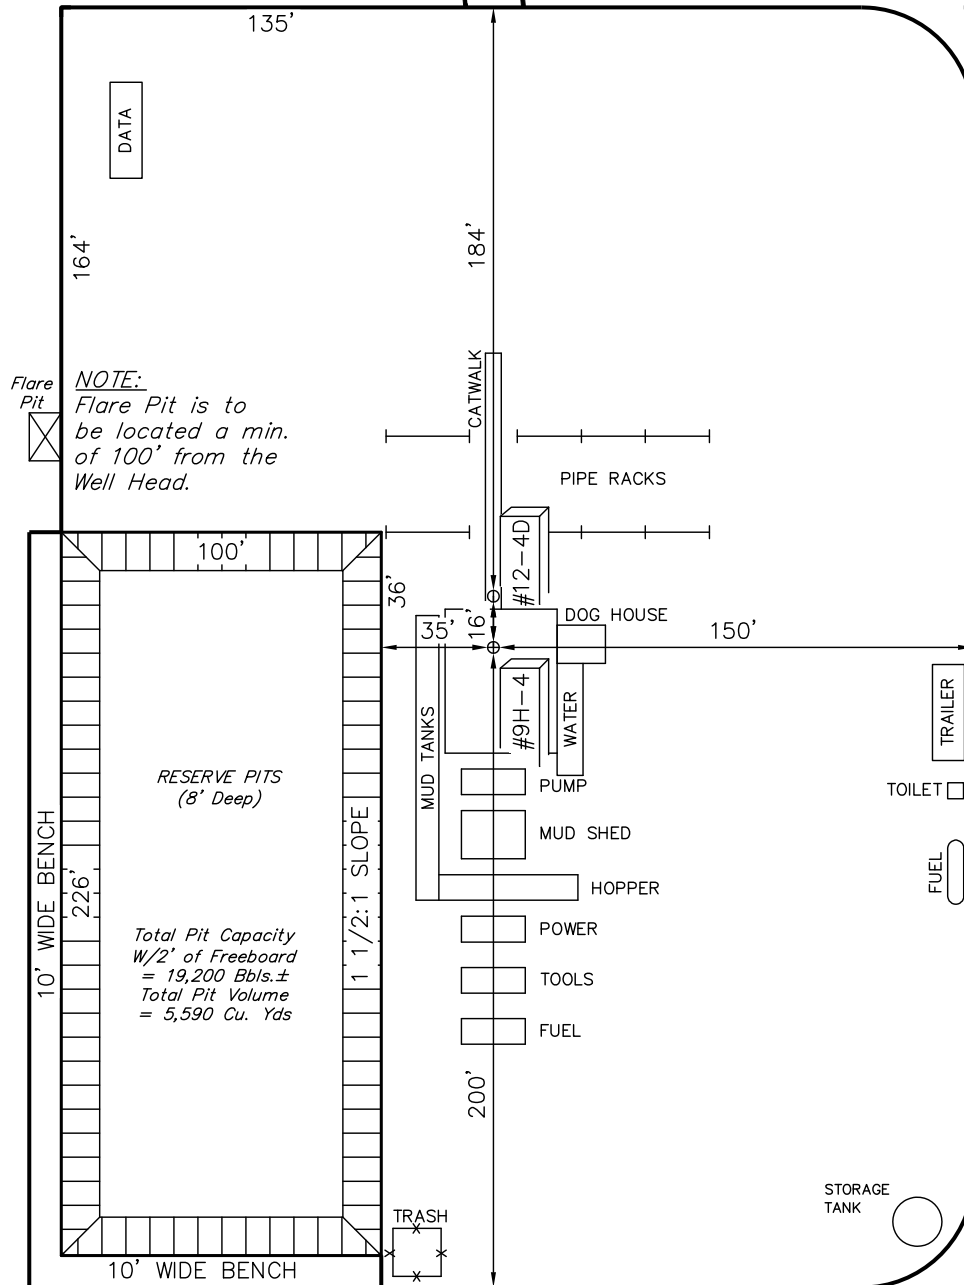 135'
DATA
164'
184'
CATWALK
Flare
Pit
NOTE:
Flare Pit is to
be located a min.
of 100' from the
Well Head.
PIPE RACKS
100'
36'
#12-4D
16'
35'
DOG HOUSE
150'
#9H-4
WATER
MUD TANKS
TRAILER
RESERVE PITS
(8' Deep)
PUMP
TOILET
MUD SHED
10' WIDE BENCH
226'
1 1/2:1 SLOPE
FUEL
HOPPER
Total Pit Capacity
W/2' of Freeboard
= 19,200 Bbls.±
Total Pit Volume
= 5,590 Cu. Yds
POWER
TOOLS
FUEL
200'
STORAGE
TANK
TRASH
10' WIDE BENCH